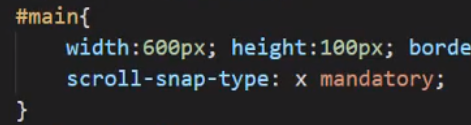 #main{
width:600px; height:100px; borde
scroll-snap-type: x mandatory;
}